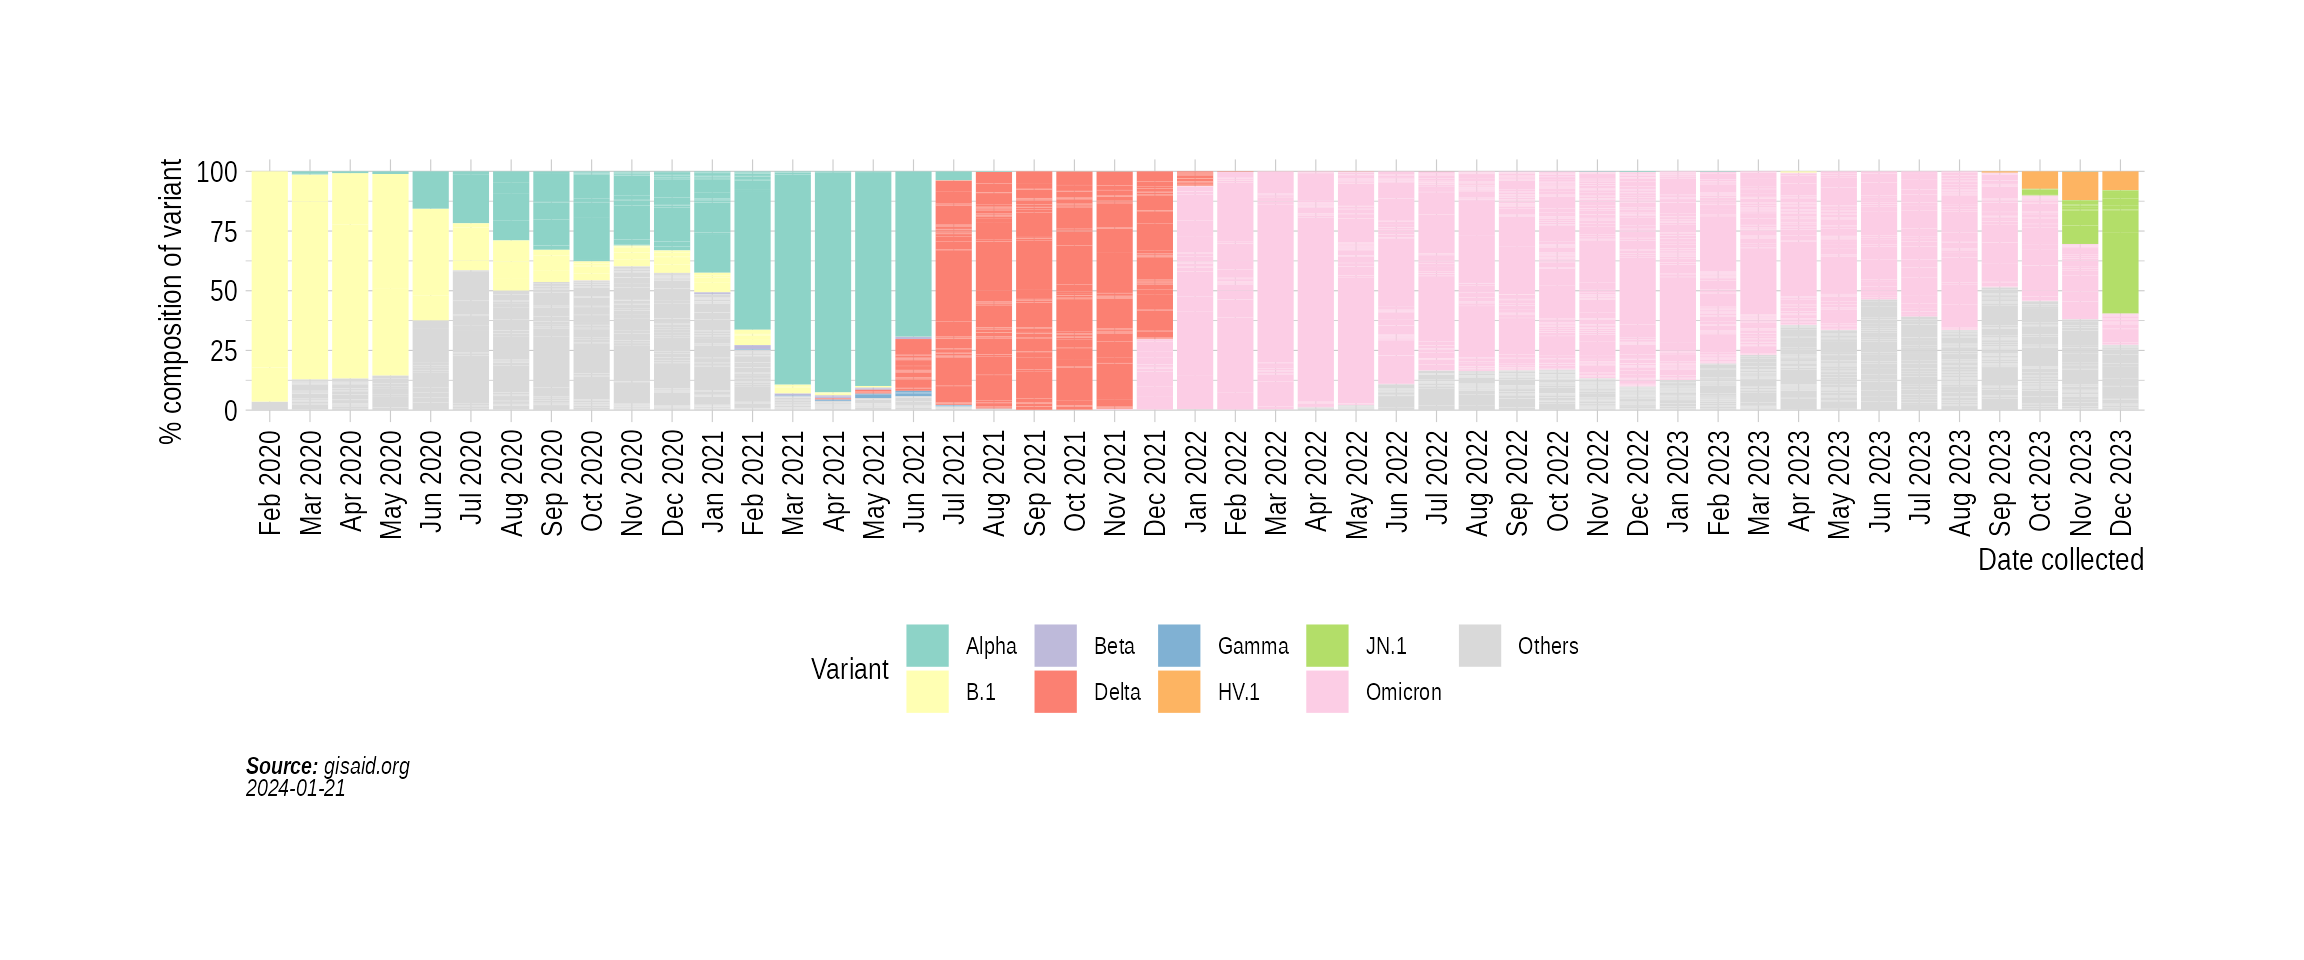 % composition of variant
100
75
50
25
0
Feb 2020
Mar 2020
Apr 2020
May 2020
Jun 2020
Jul 2020
Aug 2020
Sep 2020
Oct 2020
Nov 2020
Dec 2020
Jan 2021
Feb 2021
Mar 2021
Apr 2021
May 2021
Jun 2021
Jul 2021
Aug 2021
Sep 2021
Oct 2021
Nov 2021
Dec 2021
Jan 2022
Feb 2022
Mar 2022
Apr 2022
May 2022
Jun 2022
Jul 2022
Aug 2022
Sep 2022
Oct 2022
Nov 2022
Dec 2022
Jan 2023
Feb 2023
Mar 2023
Apr 2023
May 2023
Jun 2023
Jul 2023
Aug 2023
Sep 2023
Oct 2023
Nov 2023
Dec 2023
Date collected
Variant
Alpha
Beta
Gamma
JN.1
Others
B.1
Delta
HV.1
Omicron
Source: gisaid.org
2024-01-21